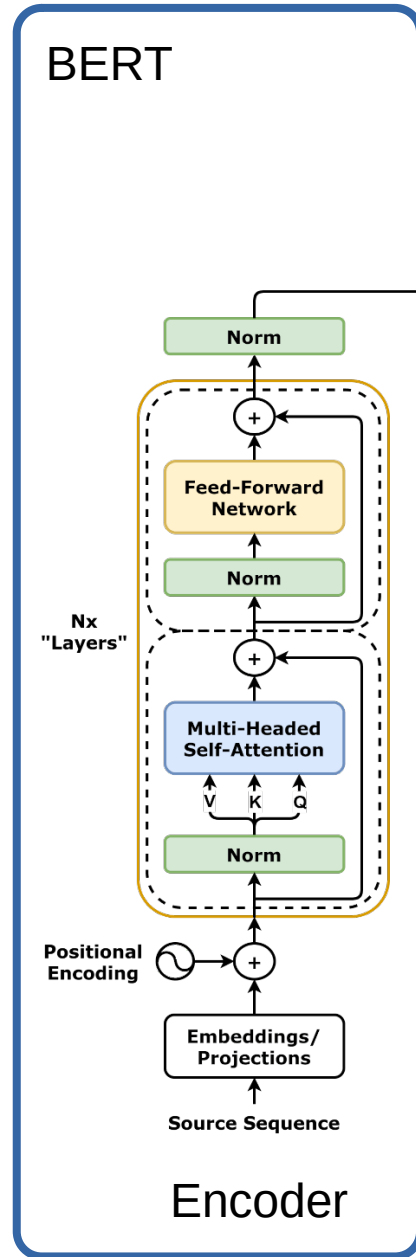 BERT
Norm
+
Feed-Forward
Network
Norm
Nx
"Layers"
+
Multi-Headed
Self-Attention
V K Q
Norm
Positional
Encoding
+
Embeddings/
Projections
Source Sequence
Encoder